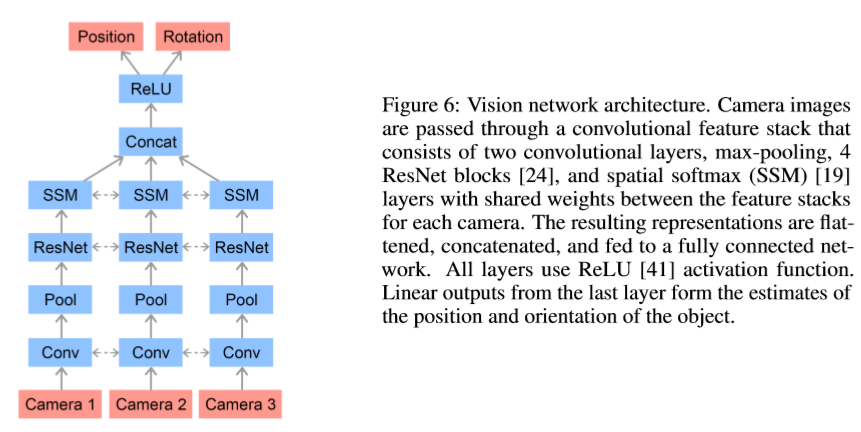 Position Rotation
ReLU
Concat
SSM SSM SSM
ResNet ResNet ResNet
Pool Pool Pool
Conv Conv Conv
Camera 1 Camera 2 Camera 3
Figure 6: Vision network architecture. Camera images
are passed through a convolutional feature stack that
consists of two convolutional layers, max-pooling, 4
ResNet blocks [24], and spatial softmax (SSM) [19]
layers with shared weights between the feature stacks
for each camera. The resulting representations are flat-
tened, concatenated, and fed to a fully connected net-
work. All layers use ReLU [41] activation function.
Linear outputs from the last layer form the estimates of
the position and orientation of the object.